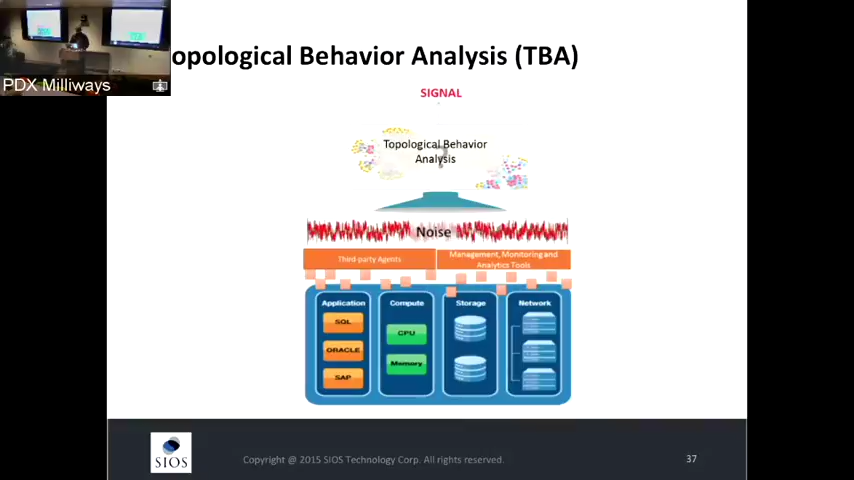 opological Behavior Analysis (TBA)
PDX Milliways
SIGNAL
Topological Behavior
Analysis
Noise
Third-party Agents
Management, Monitoring and
Analytics Tools
Application
Compute
Storage
Network
SQL
CPU
ORACLE
Memory
SAP
SIOS
Copyright @ 2015 SIOS Technology Corp. All rights reserved.
37